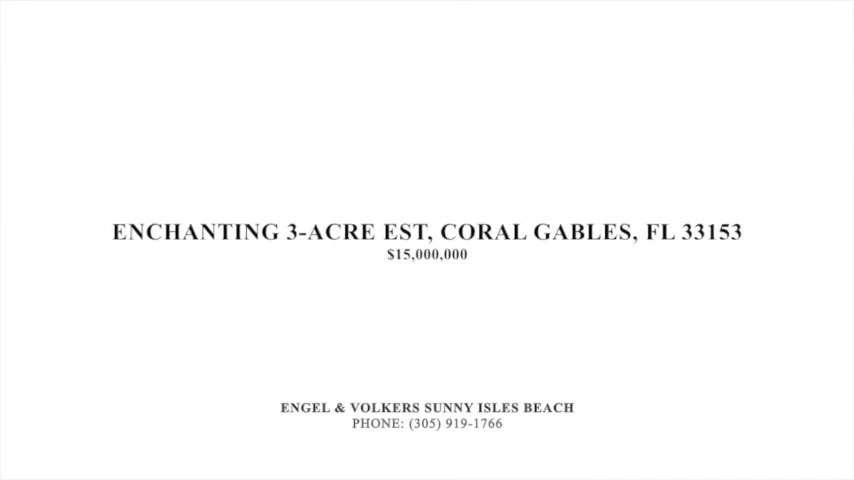 ENCHANTING 3-ACRE EST, CORAL GABLES, FL 33153
$15,000,000
ENGEL & VOLKERS SUNNY ISLES BEACH
PHONE: (305) 919-1766